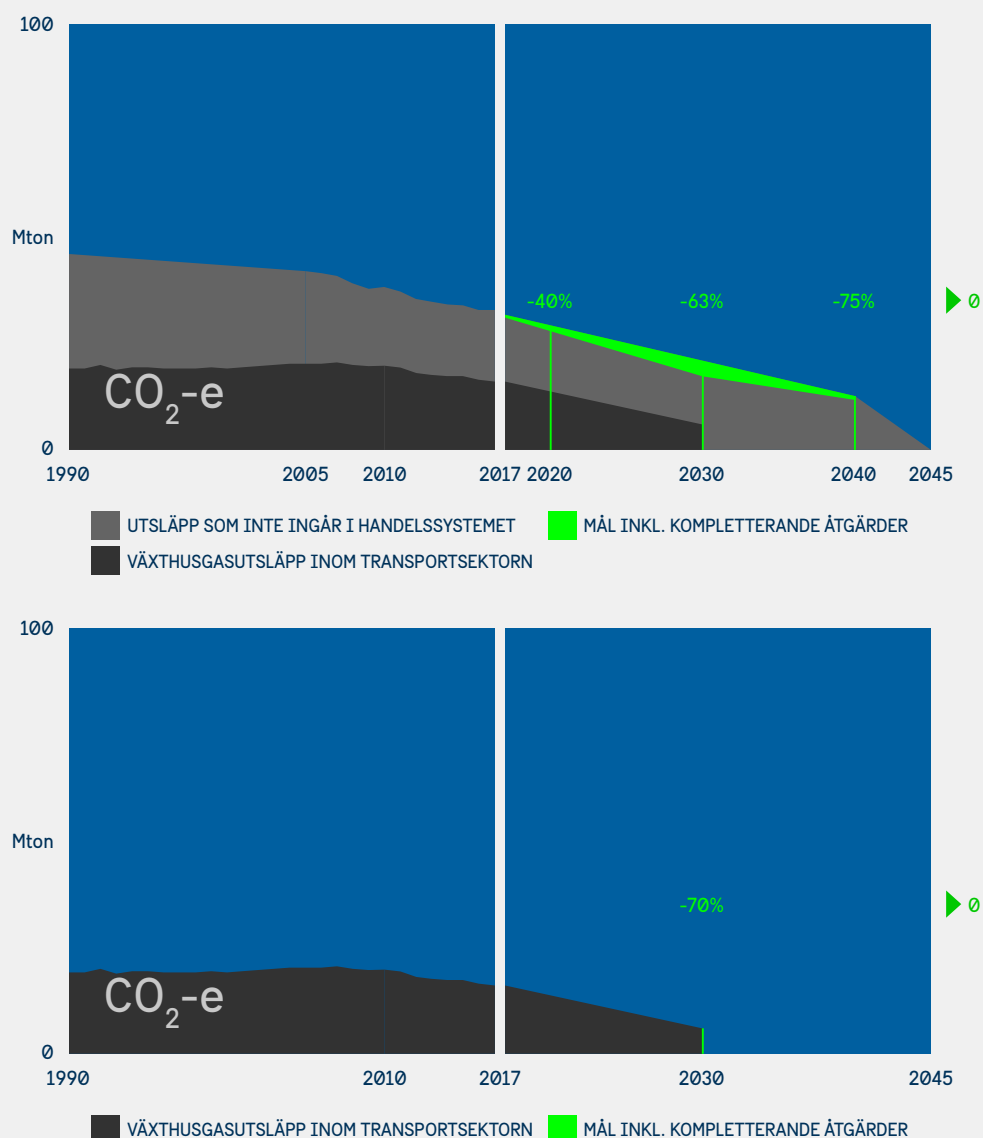 100
Mton
-40% -63% -75% 0
CO2-e
0
1990 2005 2010 2017 2020 2030 2040 2045
UTSLÄPP SOM INTE INGÅR I HANDELSSYSTEMET MÅL INKL. KOMPLETTERANDE ÅTGÄRDER
VÄXTHUSGASUTSLÄPP INOM TRANSPORTSEKTORN
100
Mton
-70% 0
CO2-e
0
1990 2010 2017 2030 2045
VÄXTHUSGASUTSLÄPP INOM TRANSPORTSEKTORN MÅL INKL. KOMPLETTERANDE ÅTGÄRDER